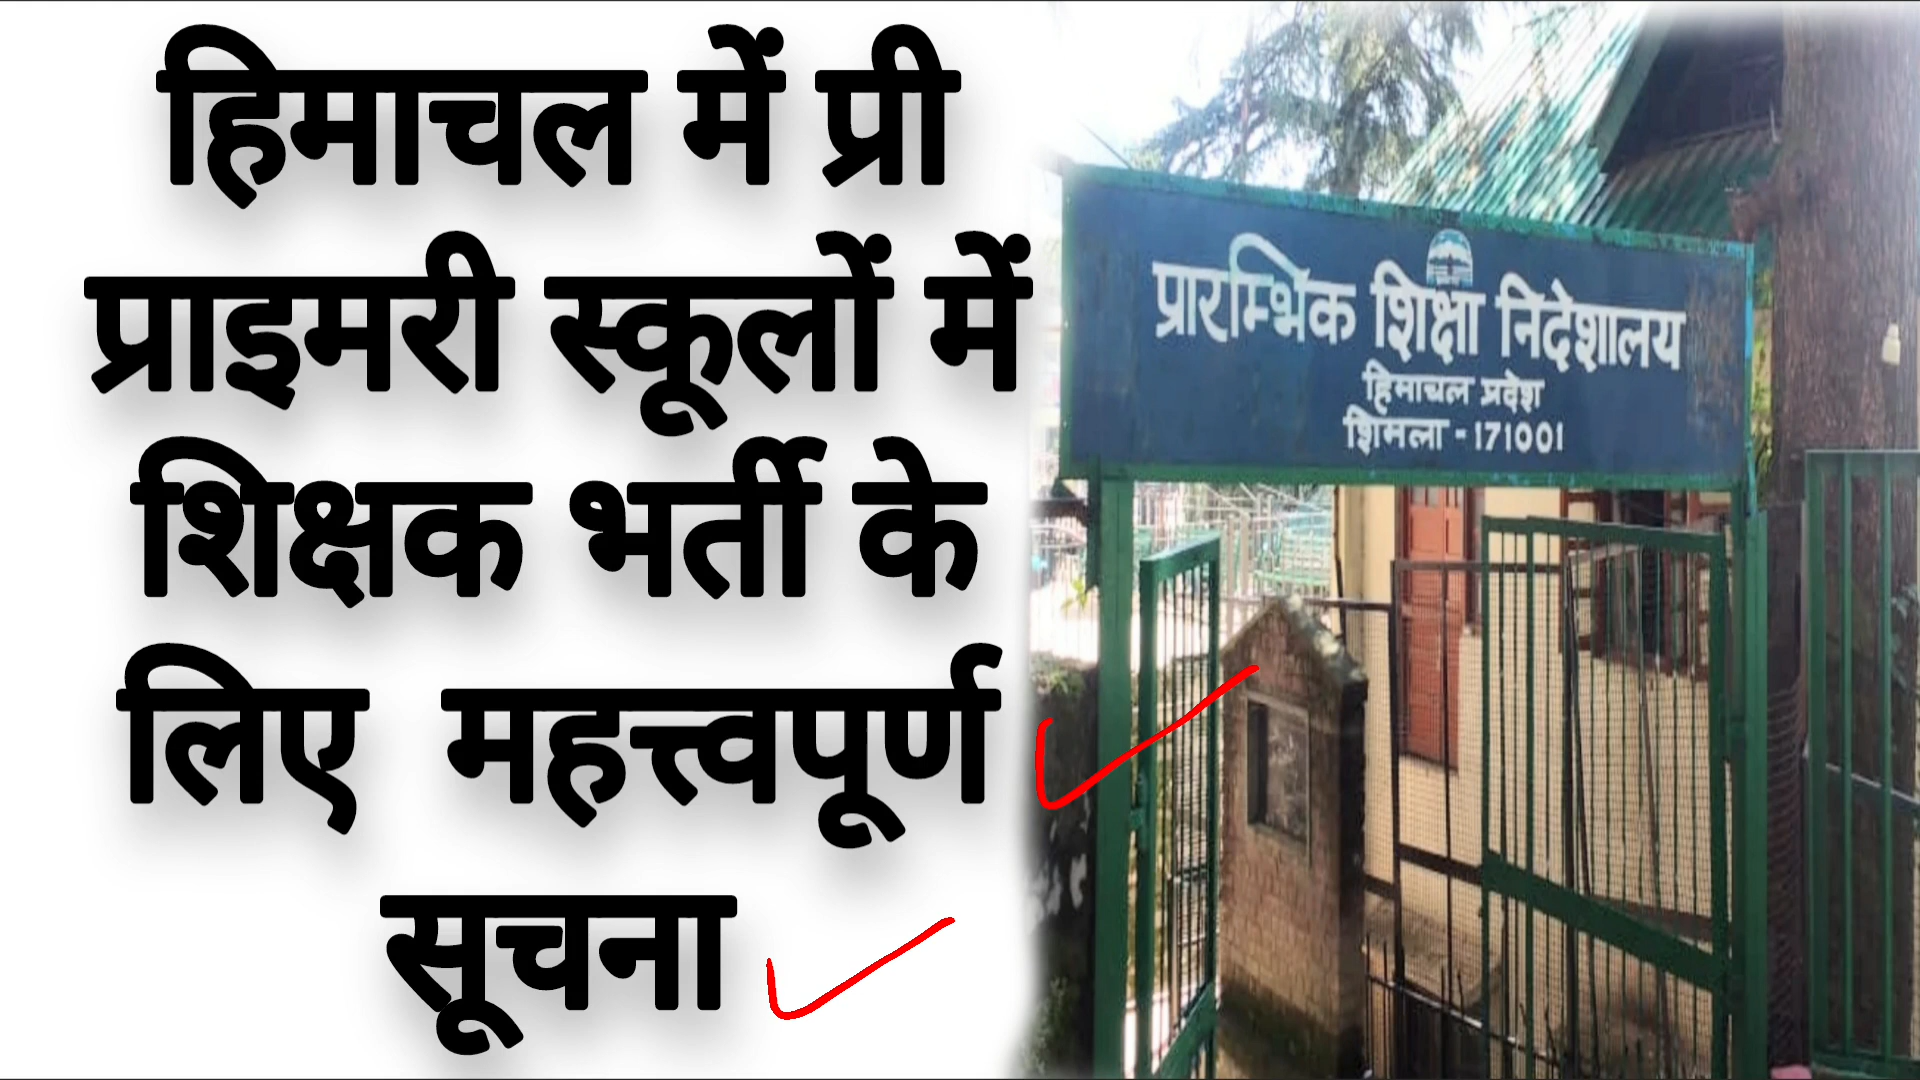 हिमाचल में प्री
प्राइमरी स्कूलों में
शिक्षक भर्ती के
लिए महत्त्वपूर्ण
सूचना
प्रारम्भिक शिक्षा निदेशालय
हिमाचल प्रदेश
शिमला - 171001